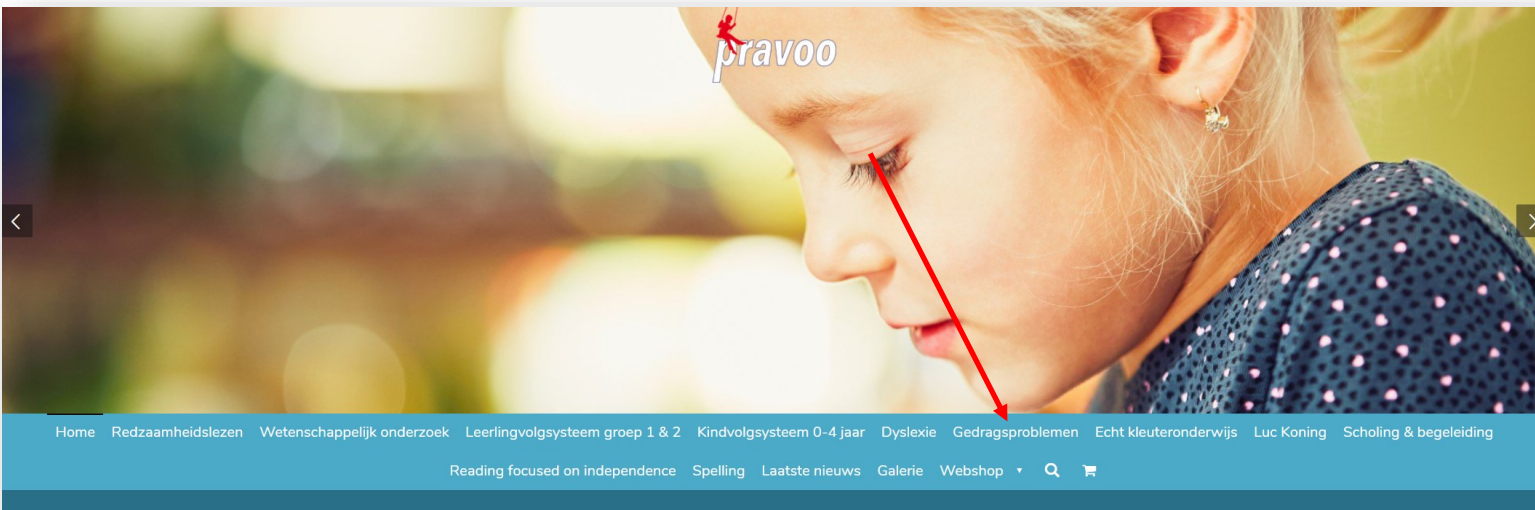 pravoo
Home Redzaamheidslezen Wetenschappelijk onderzoek Leerlingvolgsysteem groep 1 & 2 Kindvolgsysteem 0-4 jaar Dyslexie Gedragsproblemen Echt kleuteronderwijs Luc Koning Scholing & begeleiding
Reading focused on independence Spelling Laatste nieuws Galerie Webshop